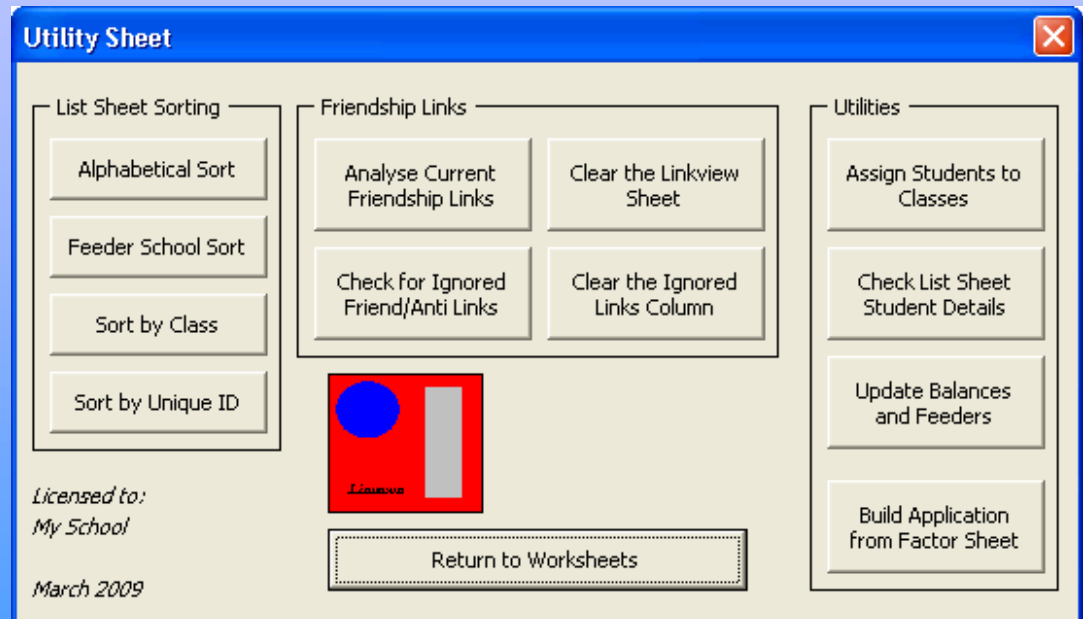 Utility Sheet
List Sheet Sorting
Alphabetical Sort
Feeder School Sort
Sort by Class
Sort by Unique ID
Friendship Links
Analyse Current
Friendship Links
Clear the Linkview
Sheet
Check for Ignored
Friend/Anti Links
Clear the Ignored
Links Column
Utilities
Assign Students to
Classes
Check List Sheet
Student Details
Update Balances
and Feeders
Build Application
from Factor Sheet
Licensed to:
My School
March 2009
Return to Worksheets